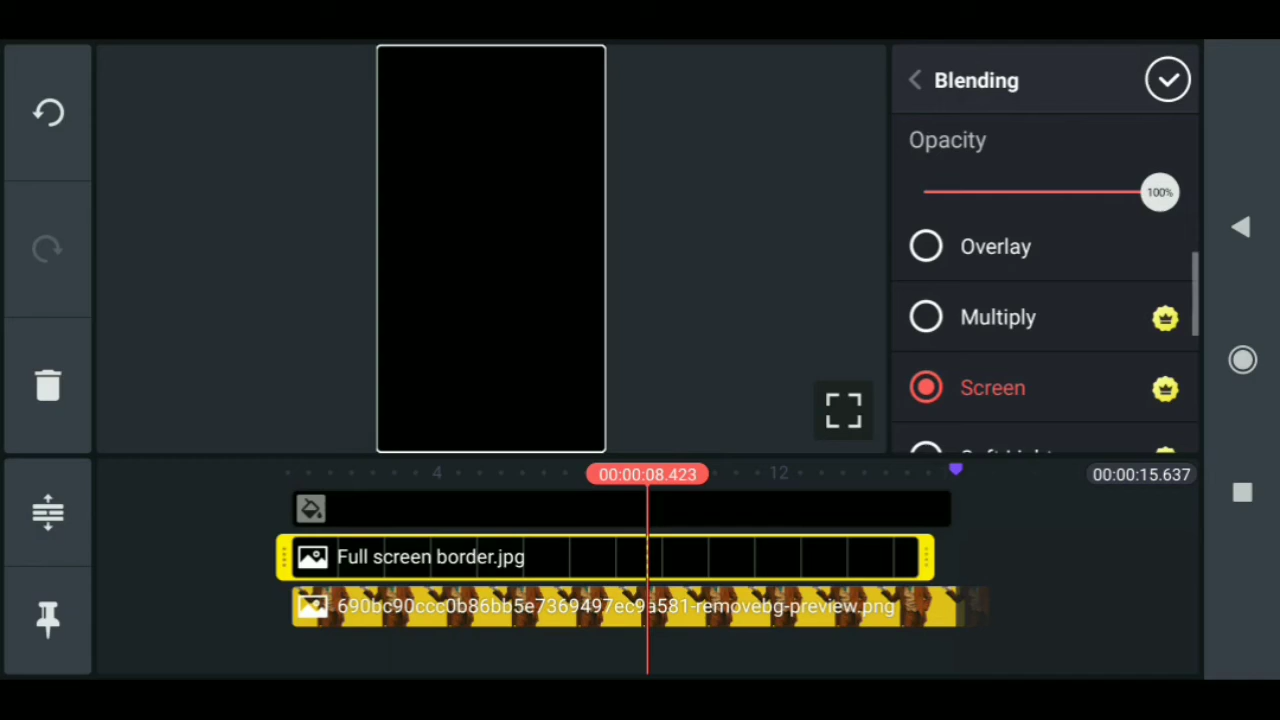 Blending
Opacity
100%
Overlay
Multiply
Screen
4
00:00:08.423
12
00:00:15.637
Full screen border.jpg
690bc90ccc0b86bb5e7369497ec9a581-removebg-preview.png